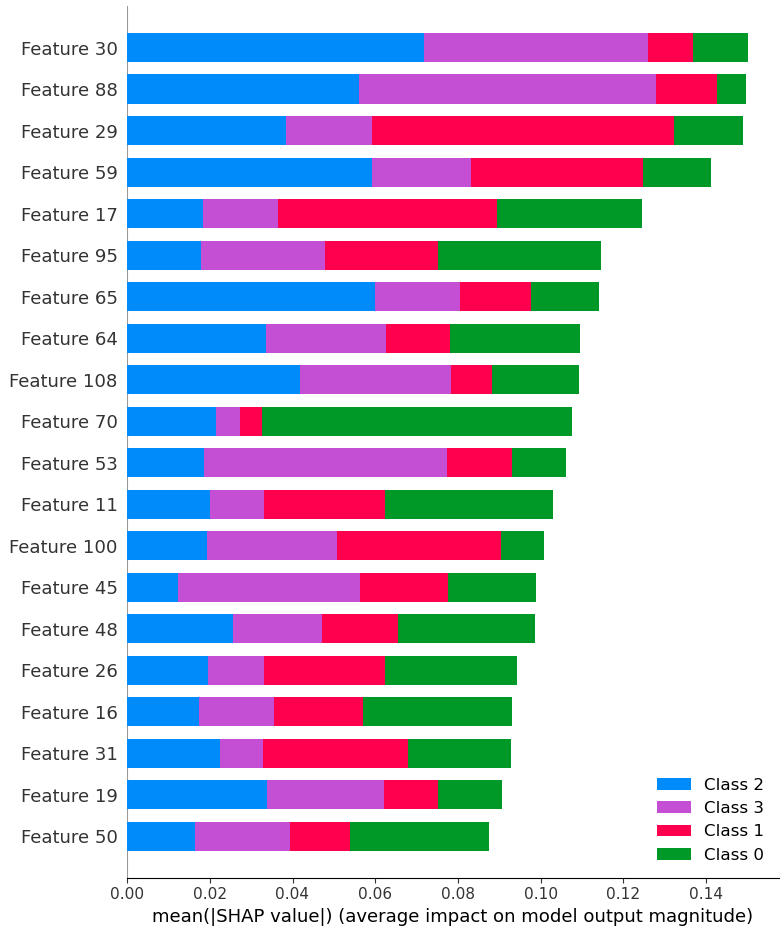 Feature 30
Feature 88
Feature 29
Feature 59
Feature 17
Feature 95
Feature 65
Feature 64
Feature 108
Feature 70
Feature 53
Feature 11
Feature 100
Feature 45
Feature 48
Feature 26
Feature 16
Feature 31
Feature 19
Feature 50
Class 2
Class 3
Class 1
Class 0
0.00 0.02 0.04 0.06 0.08 0.10 0.12 0.14
mean(|SHAP value|) (average impact on model output magnitude)